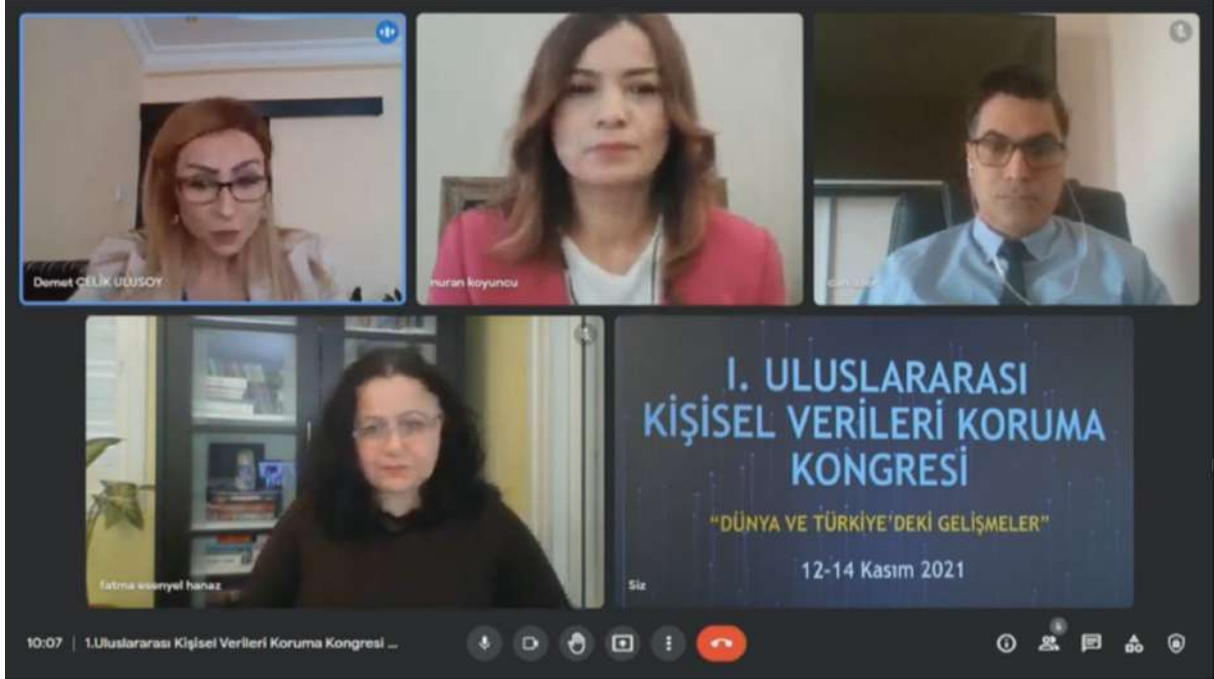 Demet ÇELİK ULUSOY
nuran koyuncu
fatma esenyel hanaz
I. ULUSLARARASI
KİŞİSEL VERİLERİ KORUMA
KONGRESİ
“DÜNYA VE TÜRKİYE’DEKİ GELİŞMELER”
12-14 Kasım 2021
Siz
10:07 | 1.Uluslararası Kişisel Verileri Koruma Kongresi ...